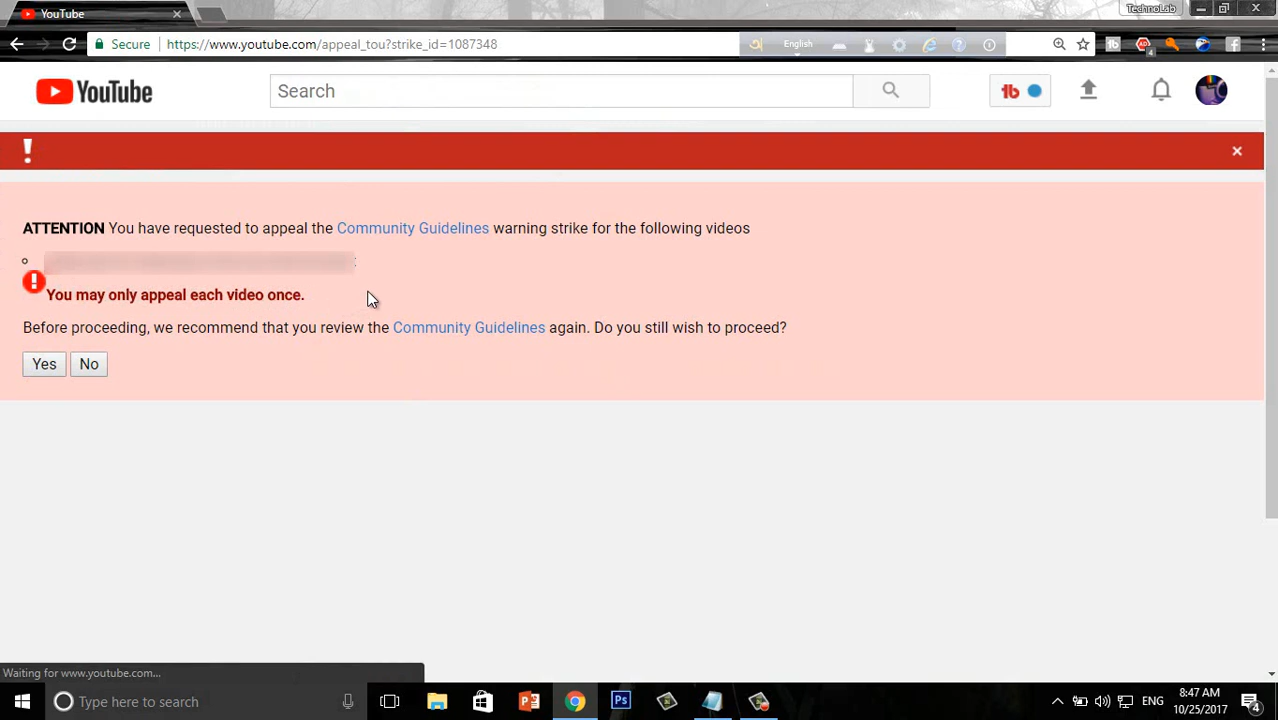 YouTube
TechnoLab
Secure https://www.youtube.com/appeal_tou?strike_id=1087348
English
YouTube
Search
ATTENTION You have requested to appeal the Community Guidelines warning strike for the following videos
You may only appeal each video once.
Before proceeding, we recommend that you review the Community Guidelines again. Do you still wish to proceed?
Yes No
Waiting for www.youtube.com...
Type here to search
ENG
8:47 AM
10/25/2017
4